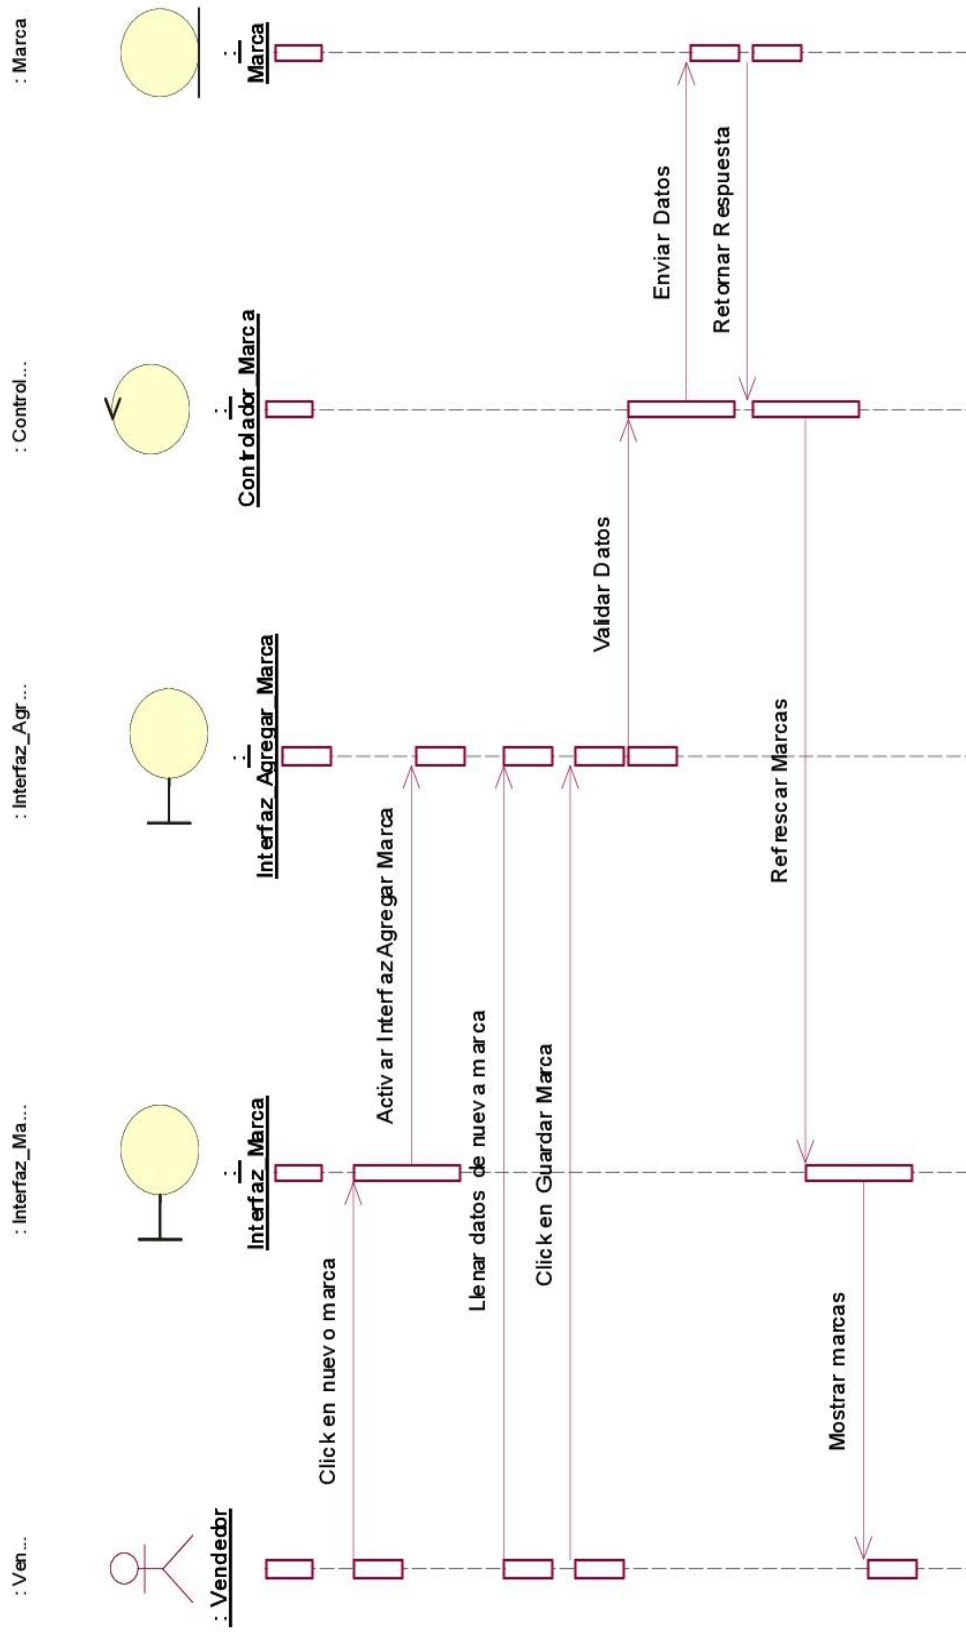 : Ven...
: Interfaz_Ma...
: Interfaz_Agr...
: Control...
: Marca
: Vendedor
:
Interfaz_Marca
:
Interfaz_Agregar_Marca
:
Controlador_Marca
:
Marca
Click en nuevo marca
Activar Interfaz Agregar Marca
Llenar datos de nueva marca
Click en Guardar Marca
Validar Datos
Enviar Datos
Retornar Respuesta
Refrescar Marcas
Mostrar marcas